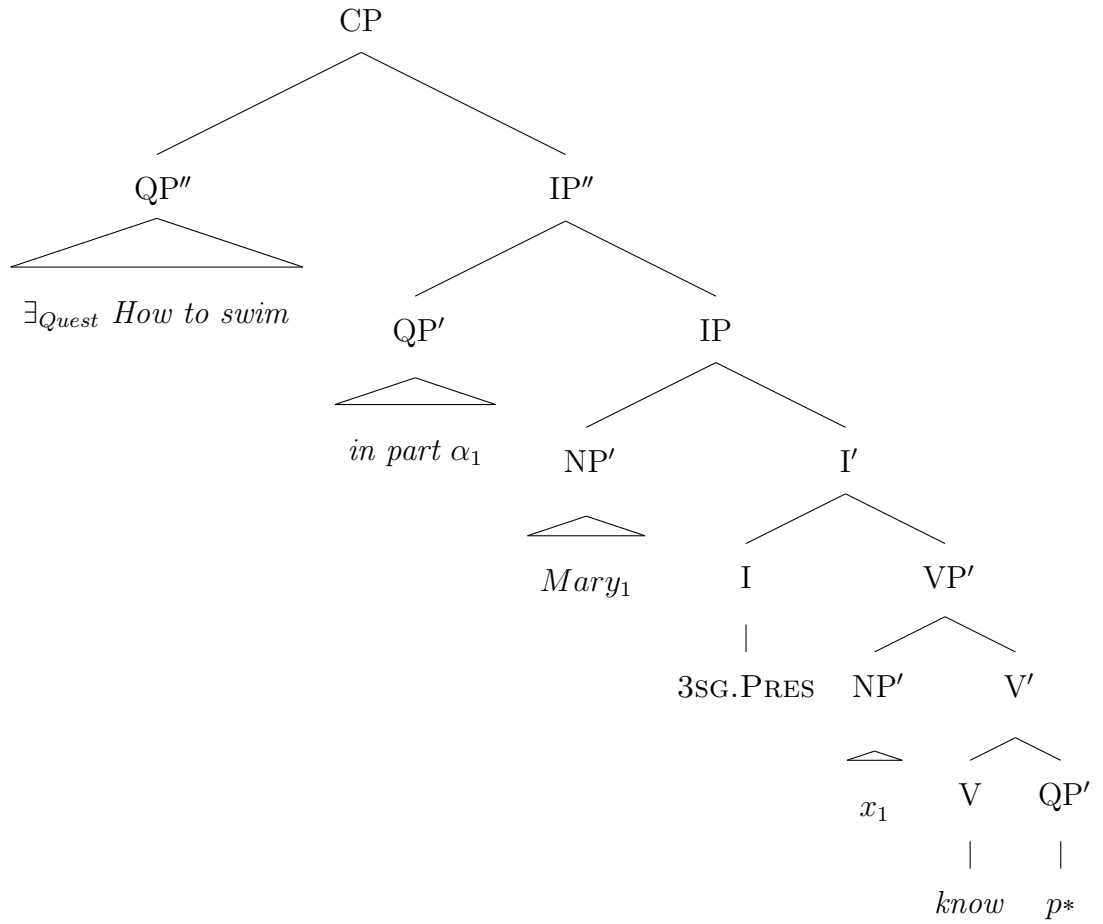 CP
QP″ IP″
∃Quest How to swim
QP′ IP
in part α1
NP′ I′
Mary1
I VP′
3SG.PRES NP′ V′
x1
V QP′
know p*